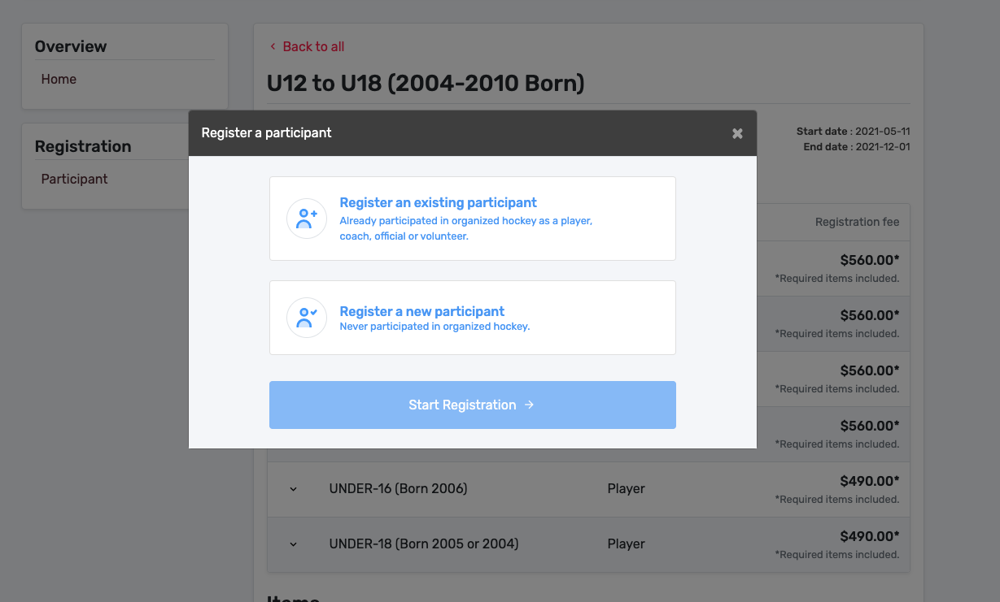 Overview
Home
Registration
Participant
Back to all
U12 to U18 (2004-2010 Born)
Start date : 2021-05-11
End date : 2021-12-01
Register a participant
Register an existing participant
Already participated in organized hockey as a player,
coach, official or volunteer.
Register a new participant
Never participated in organized hockey.
Start Registration →
Registration fee
$560.00*
*Required items included.
$560.00*
*Required items included.
$560.00*
*Required items included.
$560.00*
*Required items included.
UNDER-16 (Born 2006) Player $490.00*
*Required items included.
UNDER-18 (Born 2005 or 2004) Player $490.00*
*Required items included.
Items